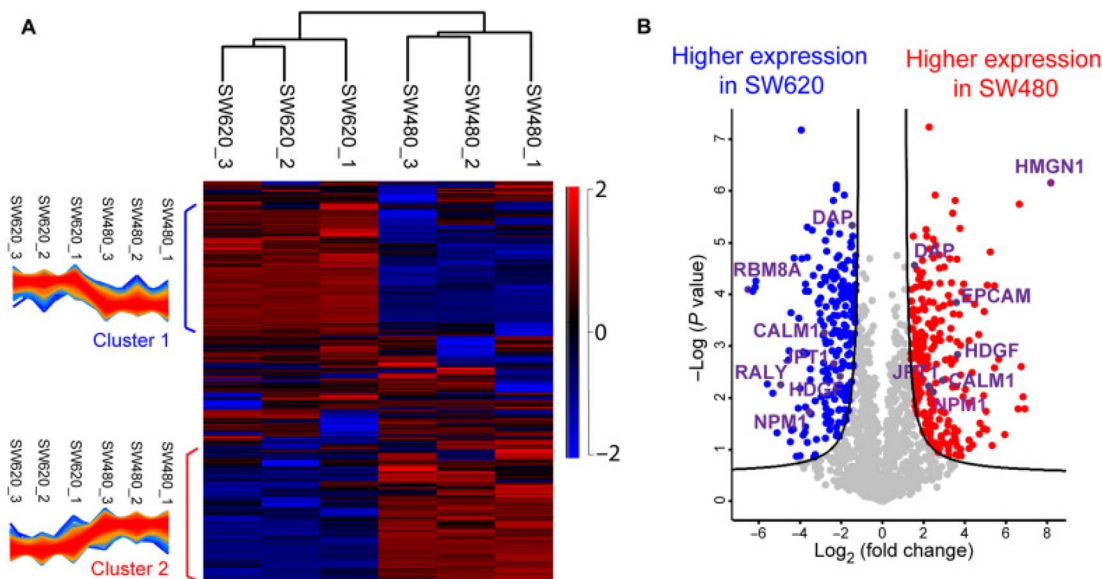 A
SW620_3
SW620_2
SW620_1
SW480_3
SW480_2
SW480_1
2
0
−2
SW620_3
SW620_2
SW620_1
SW480_3
SW480_2
SW480_1
Cluster 1
SW620_3
SW620_2
SW620_1
SW480_3
SW480_2
SW480_1
Cluster 2
B
Higher expression
in SW620
Higher expression
in SW480
−Log (P value)
7
6
5
4
3
2
1
0
HMGN1
DAP
DAP
RBM8A
EPCAM
CALM1
JPT1
HDGF
RALY
JPT1
CALM1
HDGF
NPM1
NPM1
−6 −4 −2 0 2 4 6 8
Log2 (fold change)